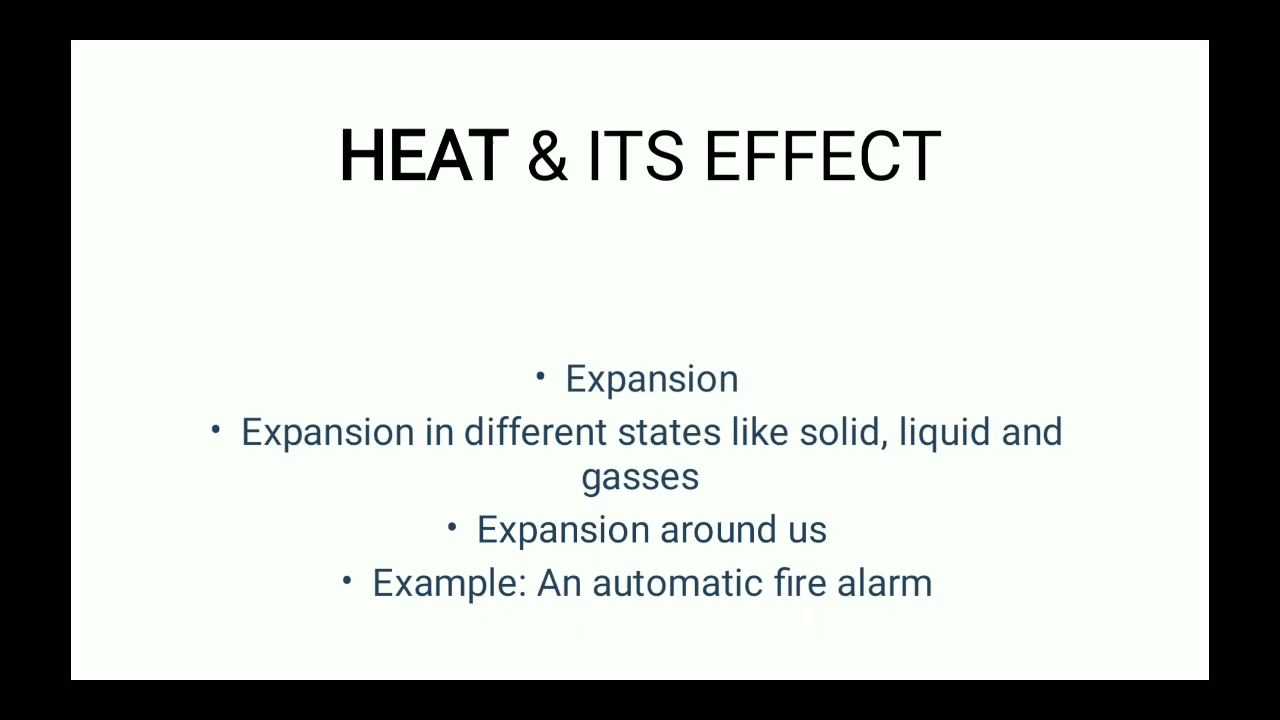 HEAT & ITS EFFECT
• Expansion
• Expansion in different states like solid, liquid and
gasses
• Expansion around us
• Example: An automatic fire alarm